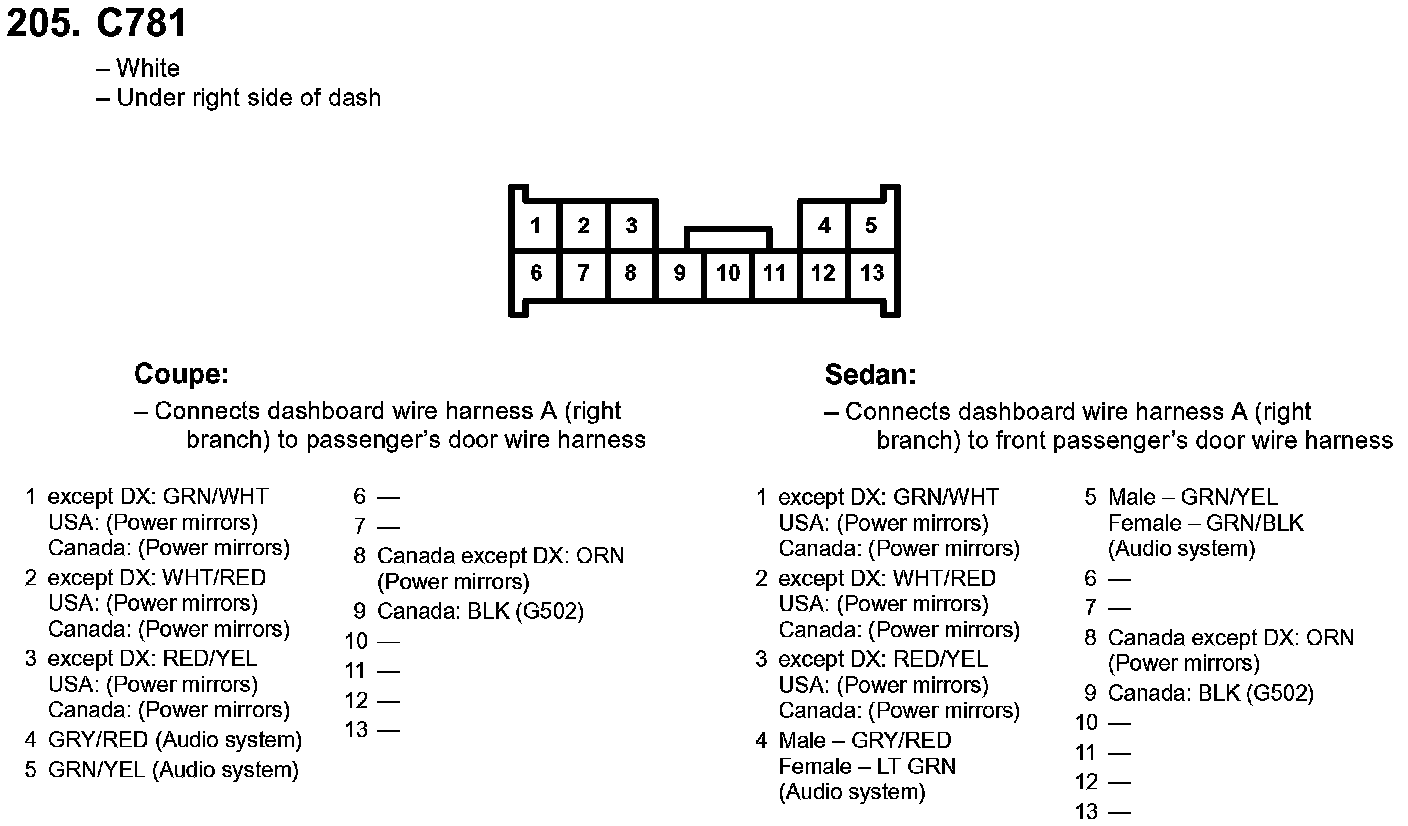 205. C781
– White
– Under right side of dash
1 2 3 4 5
6 7 8 9 10 11 12 13
Coupe:
– Connects dashboard wire harness A (right
branch) to passenger's door wire harness
1 except DX: GRN/WHT
USA: (Power mirrors)
Canada: (Power mirrors)
2 except DX: WHT/RED
USA: (Power mirrors)
Canada: (Power mirrors)
3 except DX: RED/YEL
USA: (Power mirrors)
Canada: (Power mirrors)
4 GRY/RED (Audio system)
5 GRN/YEL (Audio system)
6 —
7 —
8 Canada except DX: ORN
(Power mirrors)
9 Canada: BLK (G502)
10 —
11 —
12 —
13 —
Sedan:
– Connects dashboard wire harness A (right
branch) to front passenger's door wire harness
1 except DX: GRN/WHT
USA: (Power mirrors)
Canada: (Power mirrors)
2 except DX: WHT/RED
USA: (Power mirrors)
Canada: (Power mirrors)
3 except DX: RED/YEL
USA: (Power mirrors)
Canada: (Power mirrors)
4 Male – GRY/RED
Female – LT GRN
(Audio system)
5 Male – GRN/YEL
Female – GRN/BLK
(Audio system)
6 —
7 —
8 Canada except DX: ORN
(Power mirrors)
9 Canada: BLK (G502)
10 —
11 —
12 —
13 —